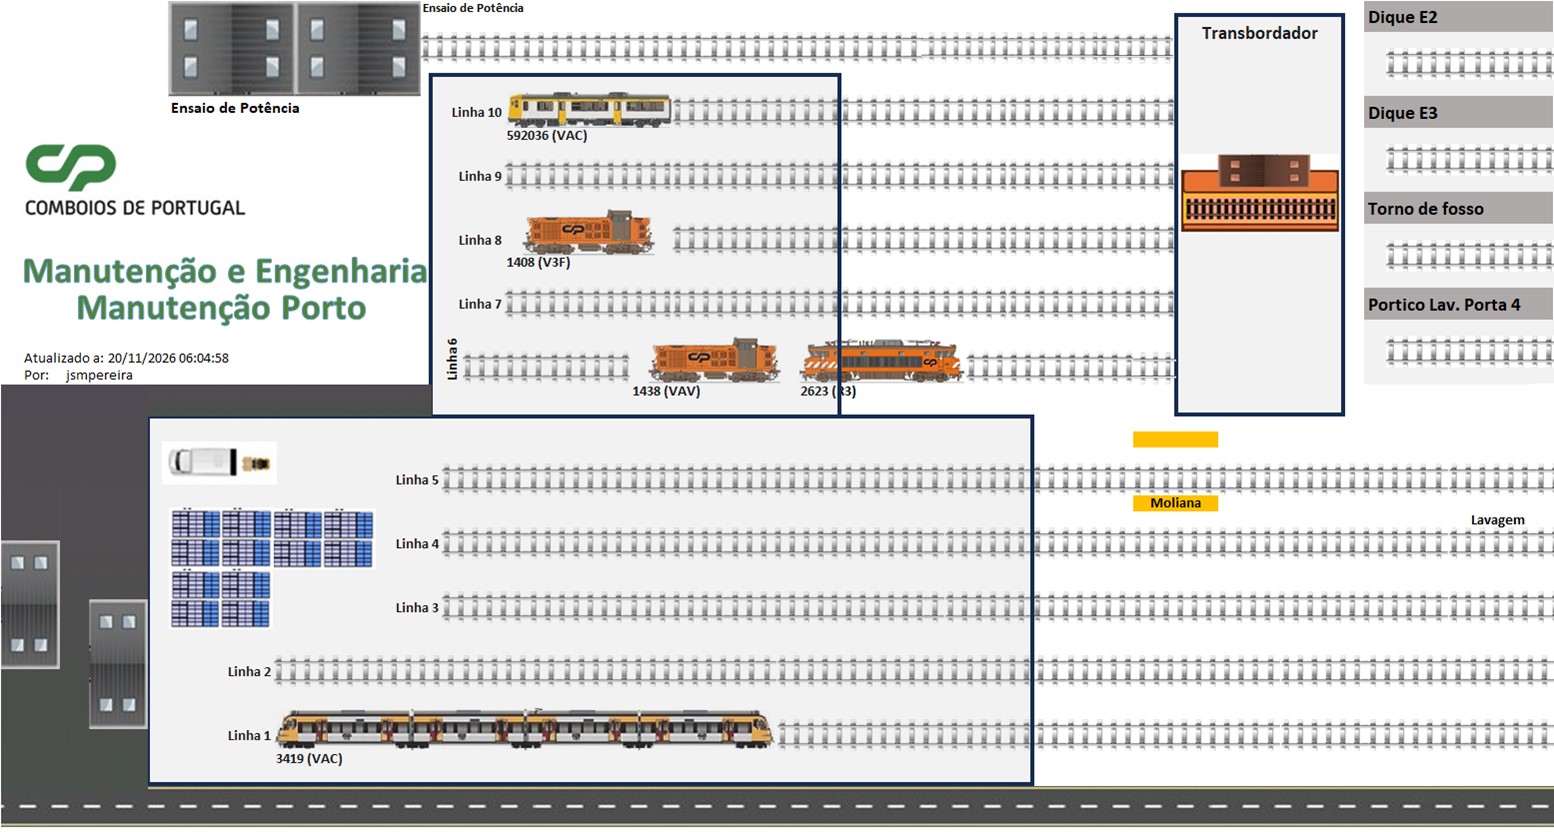 Ensaio de Potência
Transbordador
Dique E2
Ensaio de Potência
Linha 10
592036 (VAC)
Dique E3
Linha 9
CP
COMBOIOS DE PORTUGAL
Torno de fosso
Linha 8
1408 (V3F)
Manutenção e Engenharia
Manutenção Porto
Linha 7
Portico Lav. Porta 4
Atualizado a: 20/11/2026 06:04:58
Por: jsmpereira
Linha 6
1438 (VAV)
2623 (R3)
Linha 5
Moliana
Lavagem
Linha 4
Linha 3
Linha 2
Linha 1
3419 (VAC)